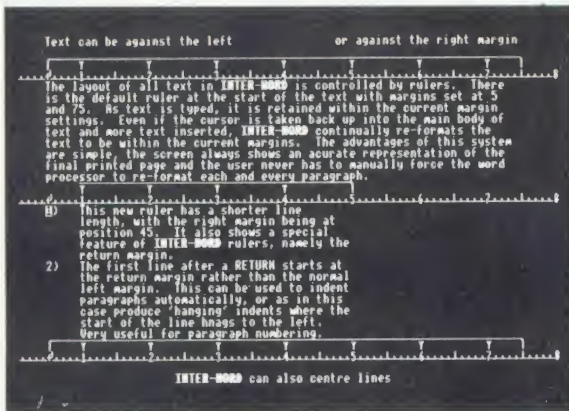 Text can be against the left or against the right margin
The layout of all text in INTER-WORD is controlled by rulers. There
is the default ruler at the start of the text with margins set at 5
and 75. As text is typed, it is retained within the current margin
settings. Even if the cursor is taken back up into the main body of
text and more text inserted, INTER-WORD continually re-formats the
text to be within the current margins. The advantages of this system
are simple, the screen always shows an acurate representation of the
final printed page and the user never has to manually force the word
processor to re-format each and every paragraph.
1) This new ruler has a shorter line
length, with the right margin being at
position 45. It also shows a special
feature of INTER-WORD rulers, namely the
return margin.
2) The first line after a RETURN starts at
the return margin rather than the normal
left margin. This can be used to indent
paragraphs automatically, or as in this
case produce 'hanging' indents where the
start of the line hnags to the left.
Very useful for paragraph numbering.
INTER-WORD can also centre lines